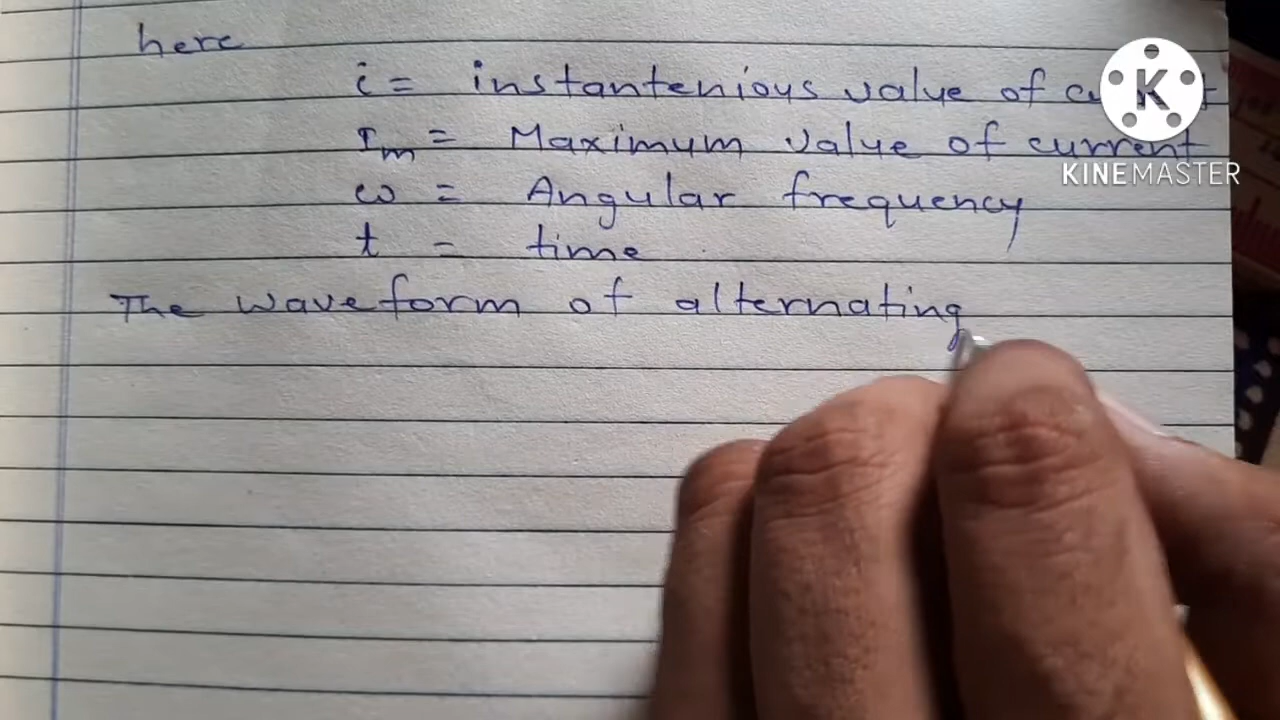 here
i = instantenious value of
Im = Maximum value of current
ω = Angular frequency
t = time
The waveform of alternating
K
KINEMASTER